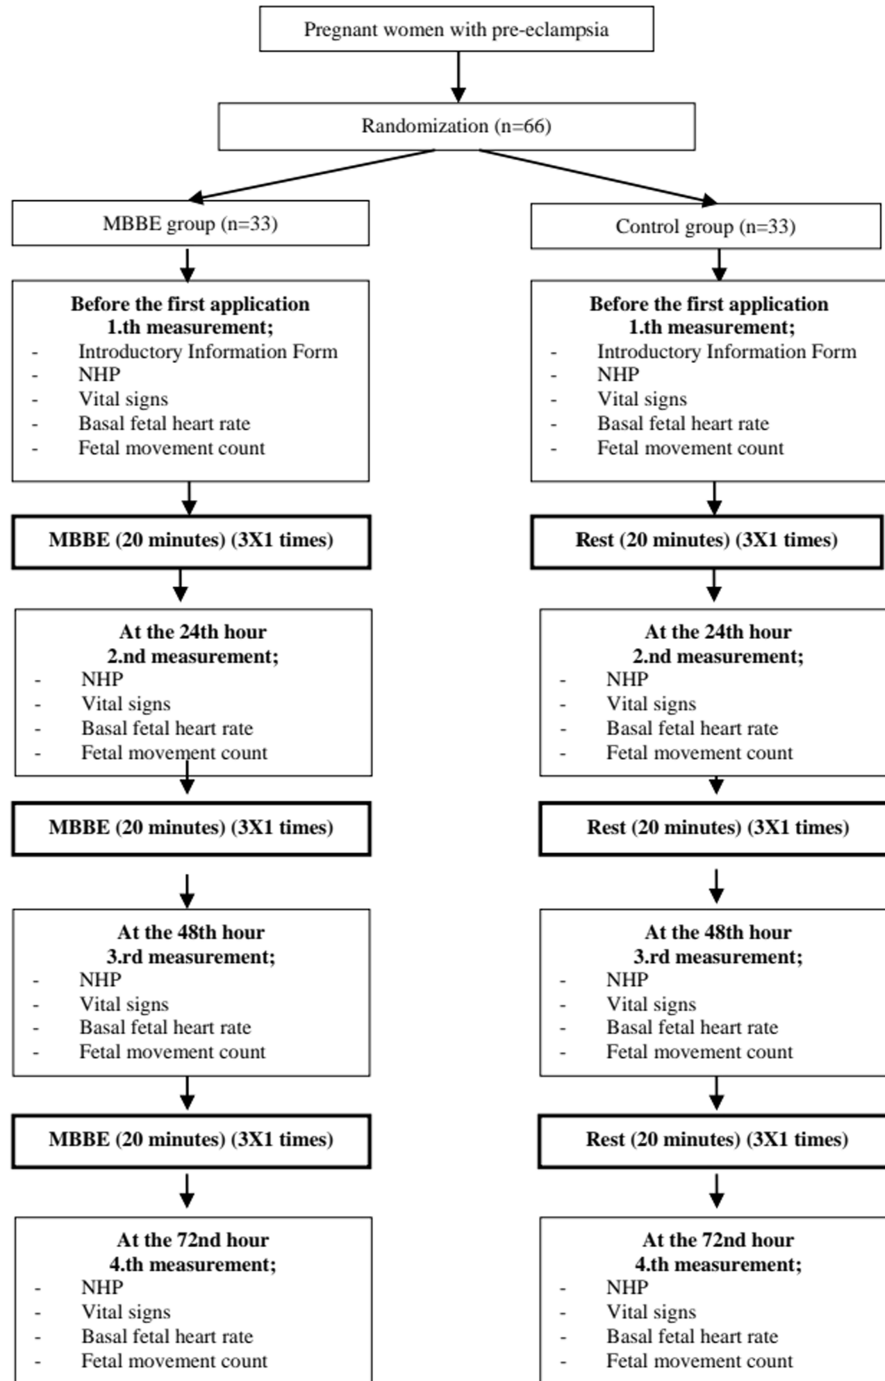 Pregnant women with pre-eclampsia
Randomization (n=66)
MBBE group (n=33)
Before the first application
1.th measurement;
- Introductory Information Form
- NHP
- Vital signs
- Basal fetal heart rate
- Fetal movement count
MBBE (20 minutes) (3X1 times)
At the 24th hour
2.nd measurement;
- NHP
- Vital signs
- Basal fetal heart rate
- Fetal movement count
MBBE (20 minutes) (3X1 times)
At the 48th hour
3.rd measurement;
- NHP
- Vital signs
- Basal fetal heart rate
- Fetal movement count
MBBE (20 minutes) (3X1 times)
At the 72nd hour
4.th measurement;
- NHP
- Vital signs
- Basal fetal heart rate
- Fetal movement count
Control group (n=33)
Before the first application
1.th measurement;
- Introductory Information Form
- NHP
- Vital signs
- Basal fetal heart rate
- Fetal movement count
Rest (20 minutes) (3X1 times)
At the 24th hour
2.nd measurement;
- NHP
- Vital signs
- Basal fetal heart rate
- Fetal movement count
Rest (20 minutes) (3X1 times)
At the 48th hour
3.rd measurement;
- NHP
- Vital signs
- Basal fetal heart rate
- Fetal movement count
Rest (20 minutes) (3X1 times)
At the 72nd hour
4.th measurement;
- NHP
- Vital signs
- Basal fetal heart rate
- Fetal movement count